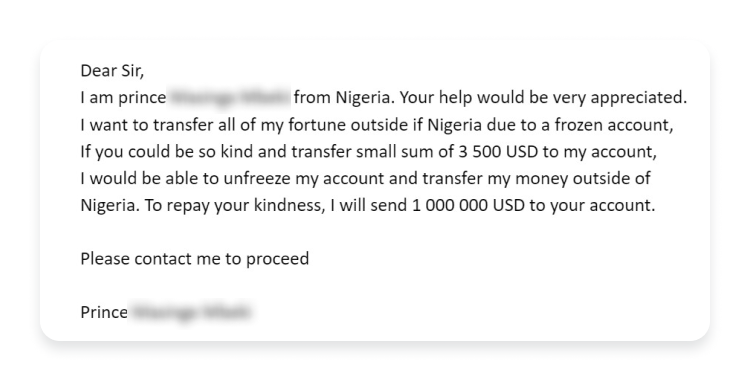 Dear Sir,
I am prince from Nigeria. Your help would be very appreciated.
I want to transfer all of my fortune outside if Nigeria due to a frozen account,
If you could be so kind and transfer small sum of 3 500 USD to my account,
I would be able to unfreeze my account and transfer my money outside of
Nigeria. To repay your kindness, I will send 1 000 000 USD to your account.
Please contact me to proceed
Prince